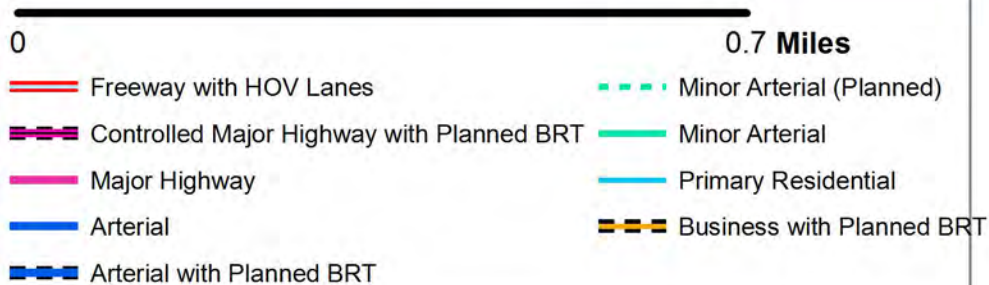 0
0.7 Miles
Freeway with HOV Lanes
Controlled Major Highway with Planned BRT
Major Highway
Arterial
Arterial with Planned BRT
Minor Arterial (Planned)
Minor Arterial
Primary Residential
Business with Planned BRT